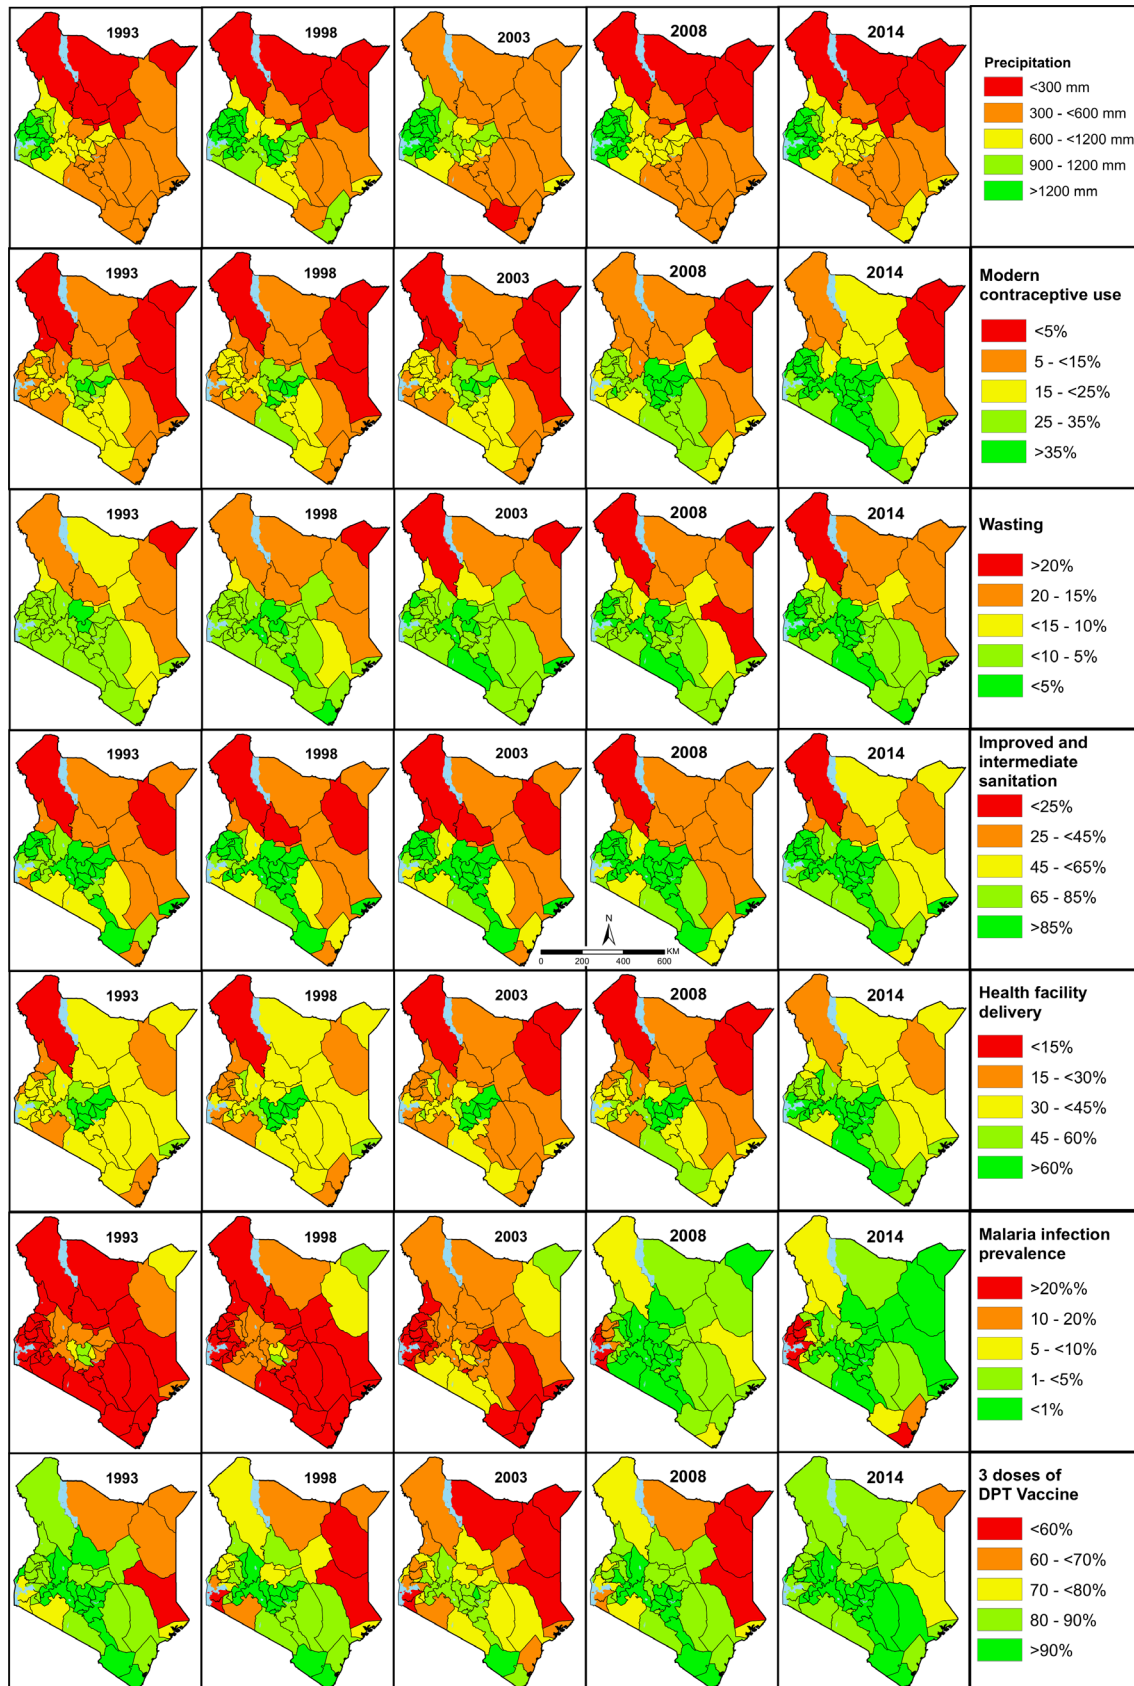 1993
1998
2003
2008
2014
Precipitation
<300 mm
300 - <600 mm
600 - <1200 mm
900 - 1200 mm
>1200 mm
1993
1998
2003
2008
2014
Modern
contraceptive use
<5%
5 - <15%
15 - <25%
25 - 35%
>35%
1993
1998
2003
2008
2014
Wasting
>20%
20 - 15%
<15 - 10%
<10 - 5%
<5%
1993
1998
2003
2008
2014
Improved and
intermediate
sanitation
<25%
25 - <45%
45 - <65%
65 - 85%
>85%
N
KM
0 200 400 600
1993
1998
2003
2008
2014
Health facility
delivery
<15%
15 - <30%
30 - <45%
45 - 60%
>60%
1993
1998
2003
2008
2014
Malaria infection
prevalence
>20%%
10 - 20%
5 - <10%
1- <5%
<1%
1993
1998
2003
2008
2014
3 doses of
DPT Vaccine
<60%
60 - <70%
70 - <80%
80 - 90%
>90%